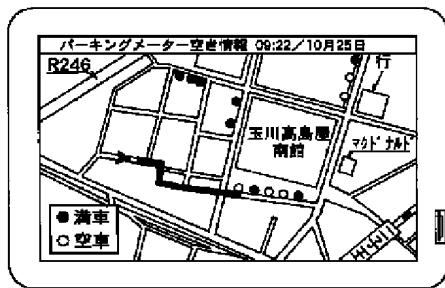 パーキングメーター空き情報 09:22/10月25日
R246
行
玉川高島屋
南館
マクドナルド
●満車
○空車